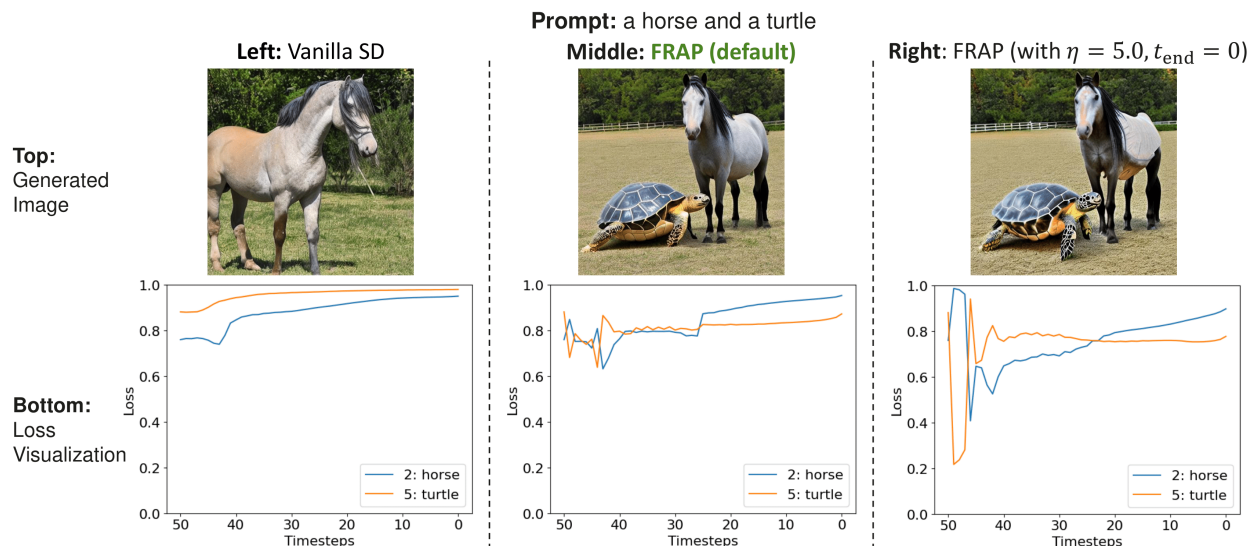 Prompt: a horse and a turtle
Left: Vanilla SD
Middle: FRAP (default)
Right: FRAP (with η = 5.0, t_end = 0)
Top:
Generated
Image
Bottom:
Loss
Visualization
1.0
0.8
0.6
0.4
0.2
0.0
Loss
2: horse
5: turtle
50 40 30 20 10 0
Timesteps
1.0
0.8
0.6
0.4
0.2
0.0
Loss
2: horse
5: turtle
50 40 30 20 10 0
Timesteps
1.0
0.8
0.6
0.4
0.2
0.0
Loss
2: horse
5: turtle
50 40 30 20 10 0
Timesteps